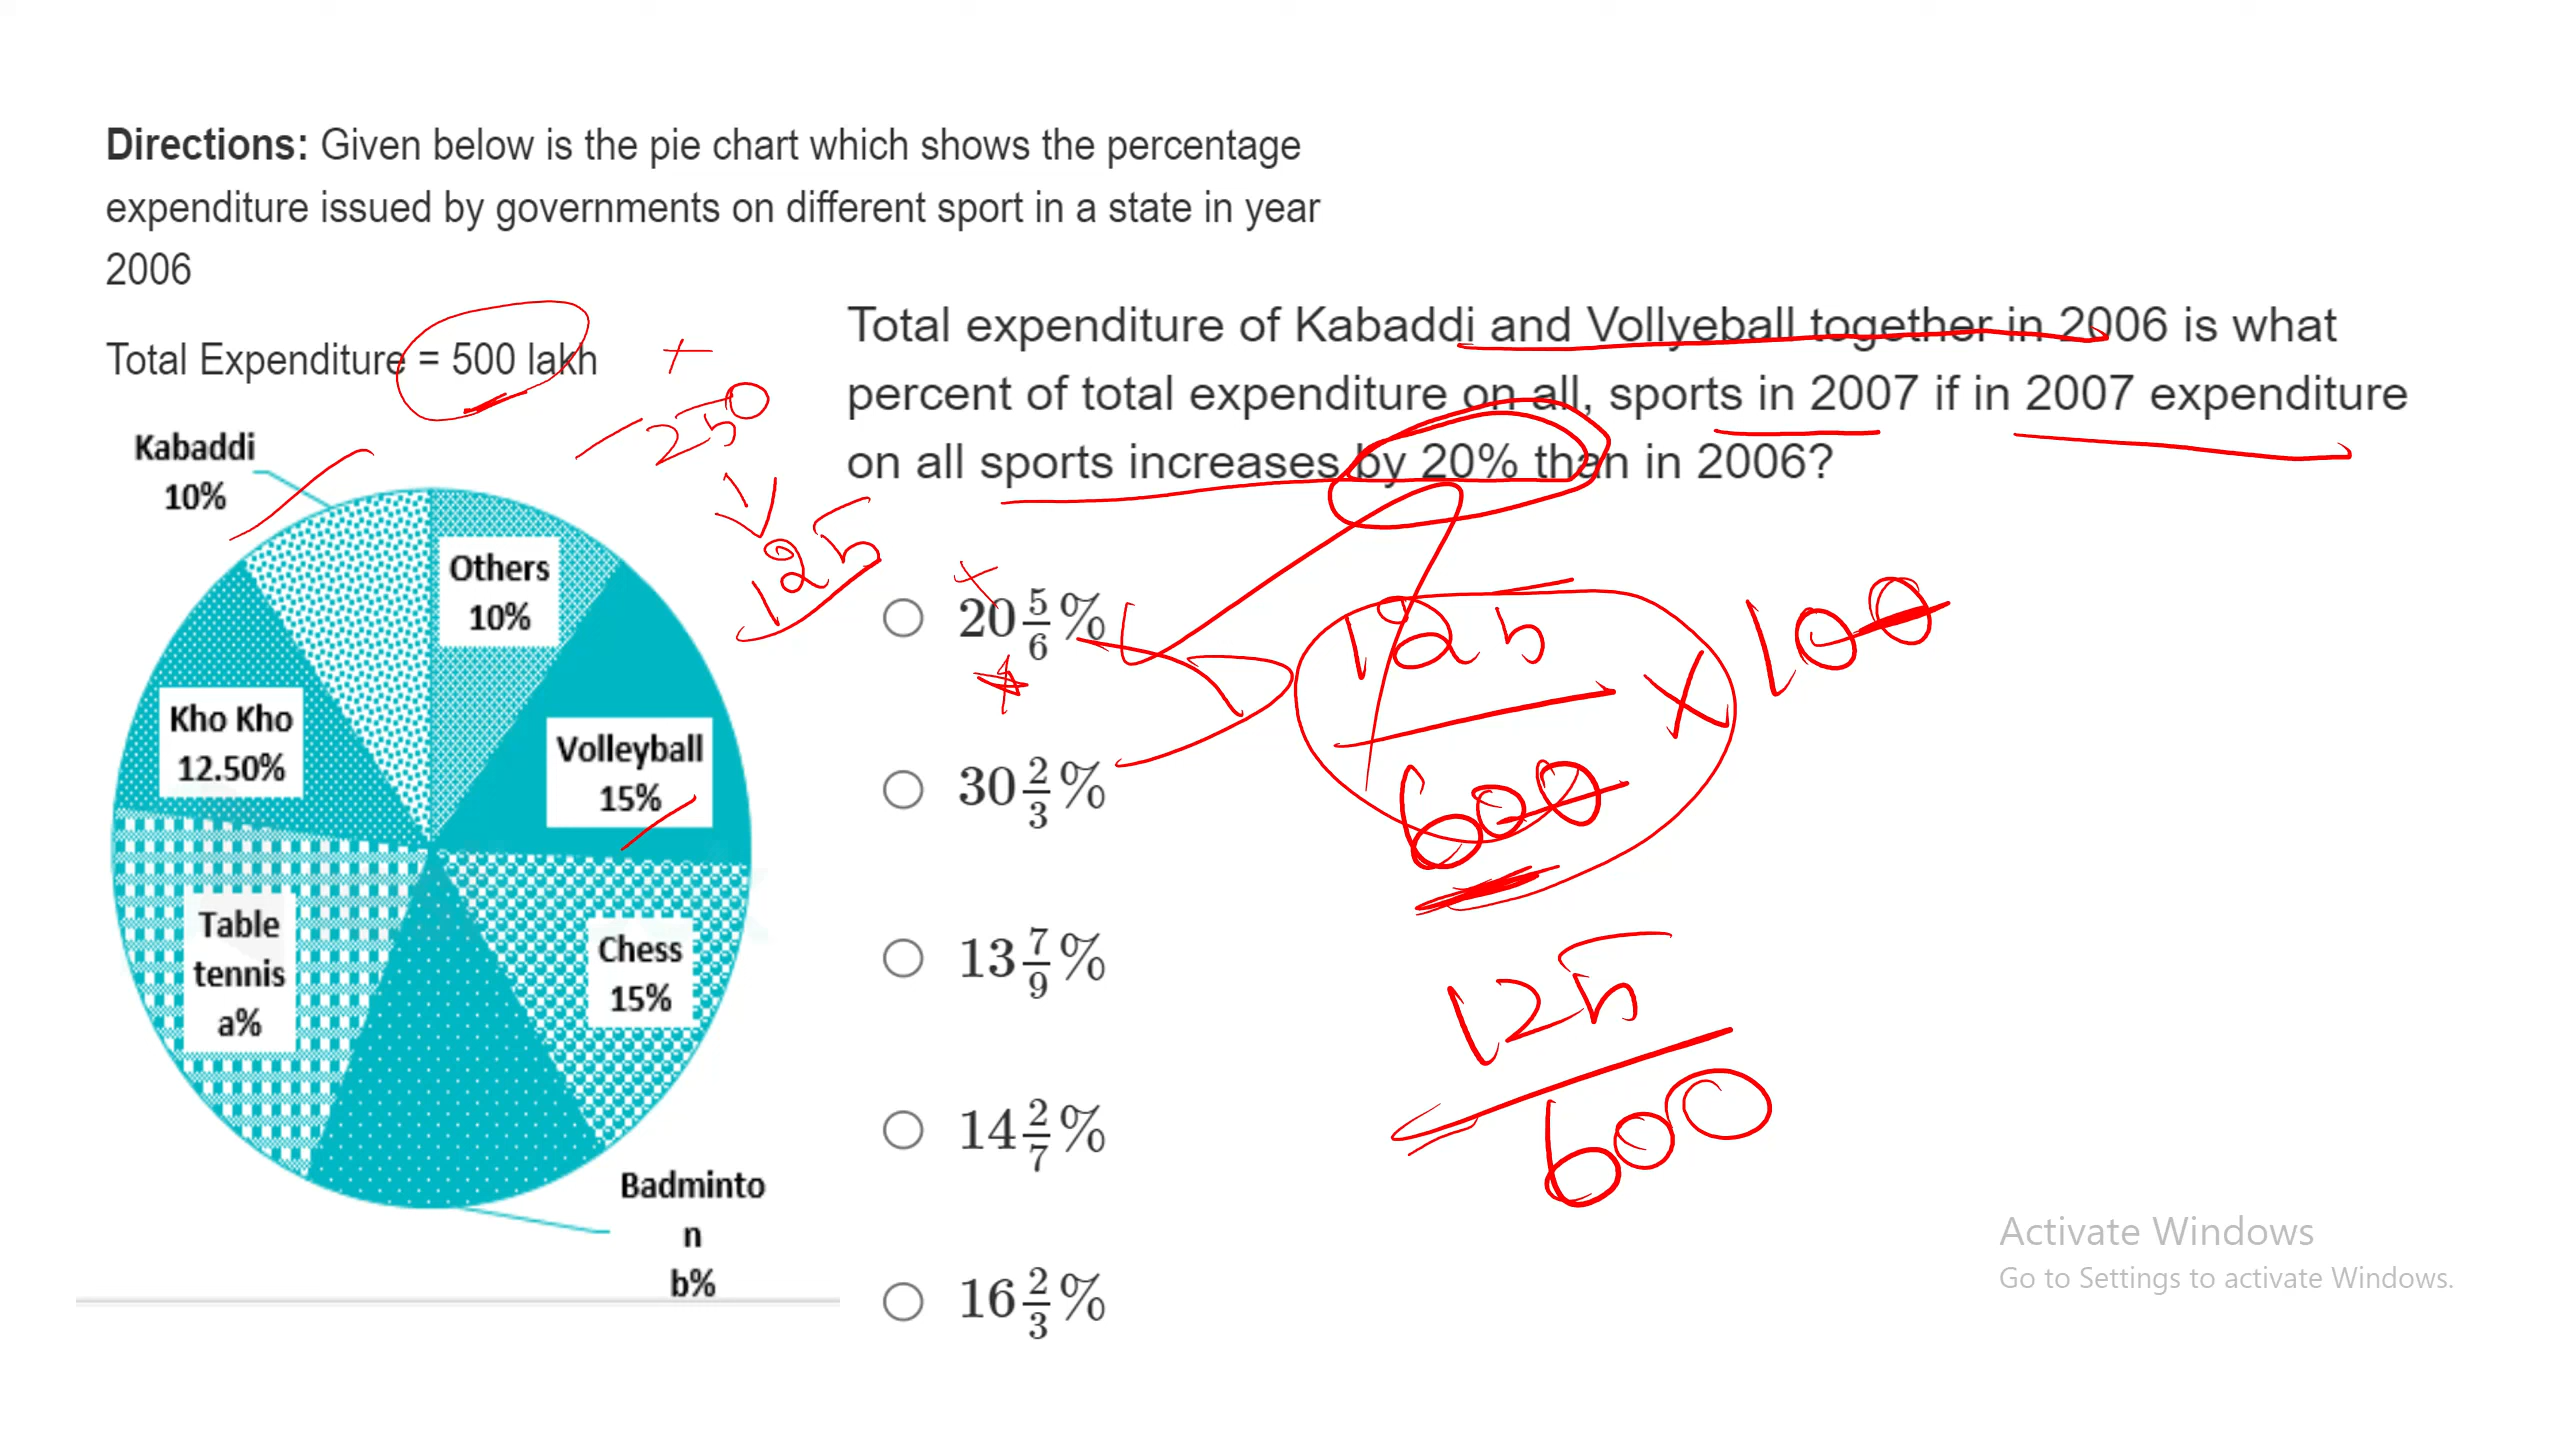 Directions: Given below is the pie chart which shows the percentage
expenditure issued by governments on different sport in a state in year
2006
Total Expenditure = 500 lakh
Total expenditure of Kabaddi and Vollyeball together in 2006 is what
percent of total expenditure on all, sports in 2007 if in 2007 expenditure
on all sports increases by 20% than in 2006?
+
250
125
Kabaddi
10%
Others
10%
Volleyball
15%
Chess
15%
Badminto
n
b%
Table
tennis
a%
Kho Kho
12.50%
20 5/6 %
30 2/3 %
13 7/9 %
14 2/7 %
16 2/3 %
125
600
× 100
125
600
Activate Windows
Go to Settings to activate Windows.